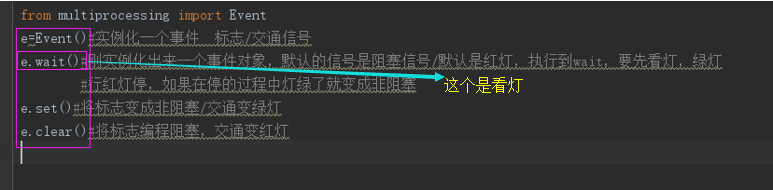 from multiprocessing import Event
e=Event()#实例化一个事件 标志/交通信号
e.wait()#刚实例化出来一个事件对象，默认的信号是阻塞信号/默认是红灯，执行到wait，要先看灯，绿灯
#行红灯停，如果在停的过程中灯绿了就变成非阻塞
这个是看灯
e.set()#将标志变成非阻塞/交通变绿灯
e.clear()#将标志编程阻塞，交通变红灯